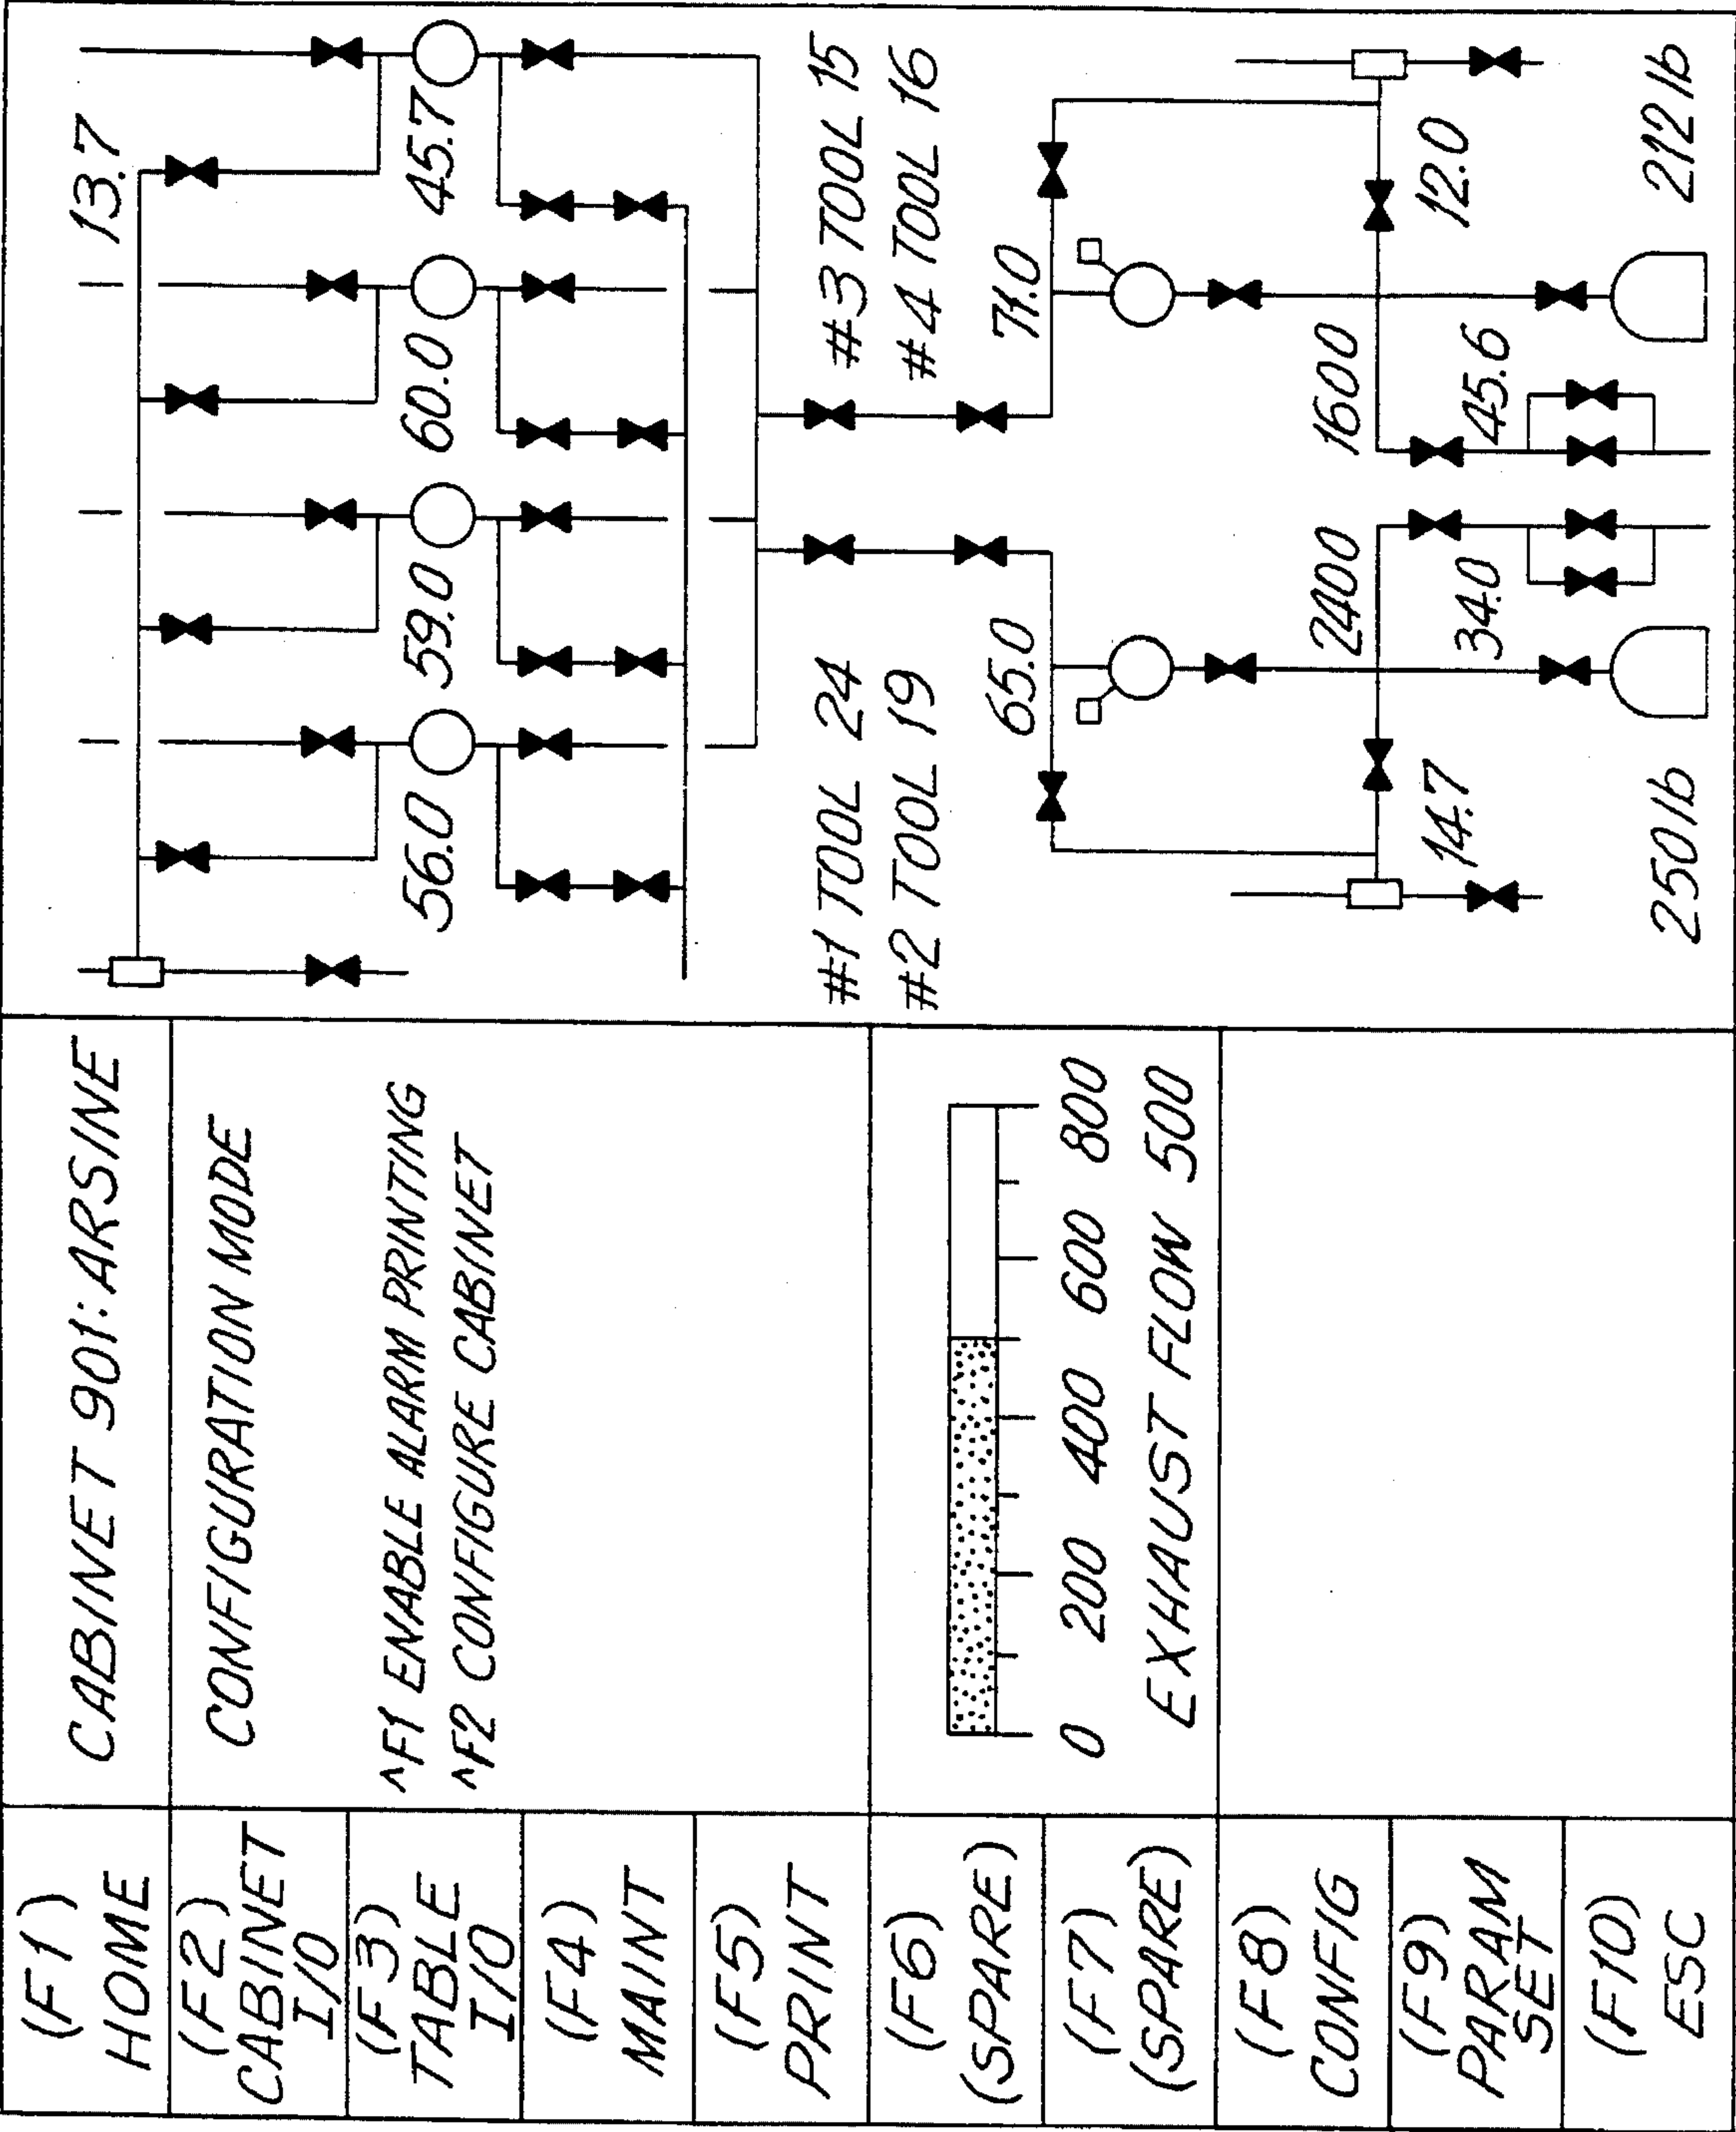 (F1)
HOME
(F2)
CABINET
I/O
(F3)
TABLE
I/O
(F4)
MAINT
(F5)
PRINT
(F6)
(SPARE)
(F7)
(SPARE)
(F8)
CONFIG
(F9)
PARAM
SET
(F10)
ESC
CABINET 901:ARSINE
CONFIGURATION MODE
^F1 ENABLE ALARM PRINTING
^F2 CONFIGURE CABINET
0 200 400 600 800
EXHAUST FLOW 500
13.7
56.0 59.0 60.0 45.7
#1 TOOL 24 #3 TOOL 15
#2 TOOL 19 #4 TOOL 16
65.0 71.0
2400 1600
14.7 34.0 45.6 12.0
250 lb 212 lb